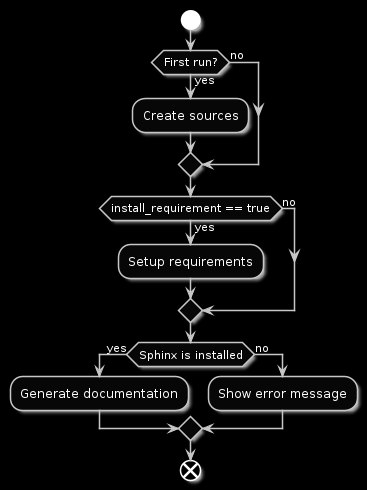 First run?
no
yes
Create sources
install_requirement == true
no
yes
Setup requirements
yes
Sphinx is installed
no
Generate documentation
Show error message